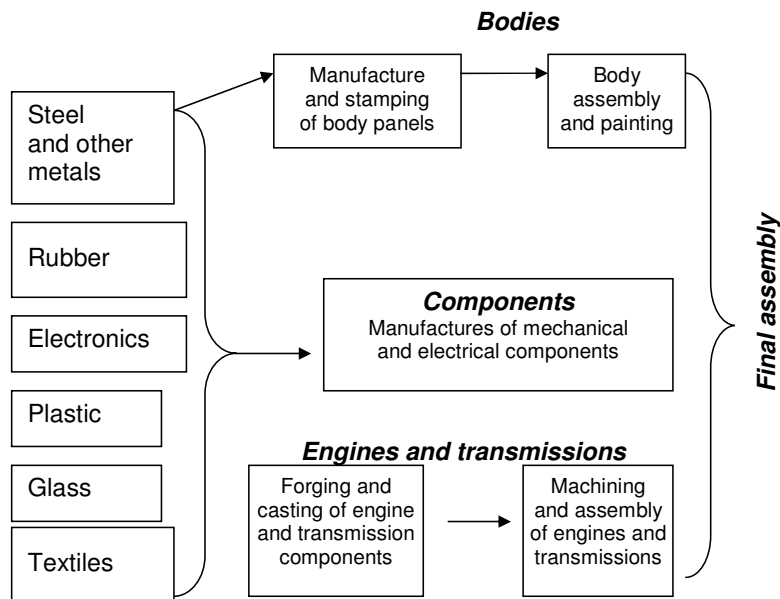 Bodies
Manufacture
and stamping
of body panels
Body
assembly
and painting
Steel
and other
metals
Rubber
Electronics
Plastic
Glass
Textiles
Components
Manufactures of mechanical
and electrical components
Engines and transmissions
Forging and
casting of engine
and transmission
components
Machining
and assembly
of engines and
transmissions
Final assembly